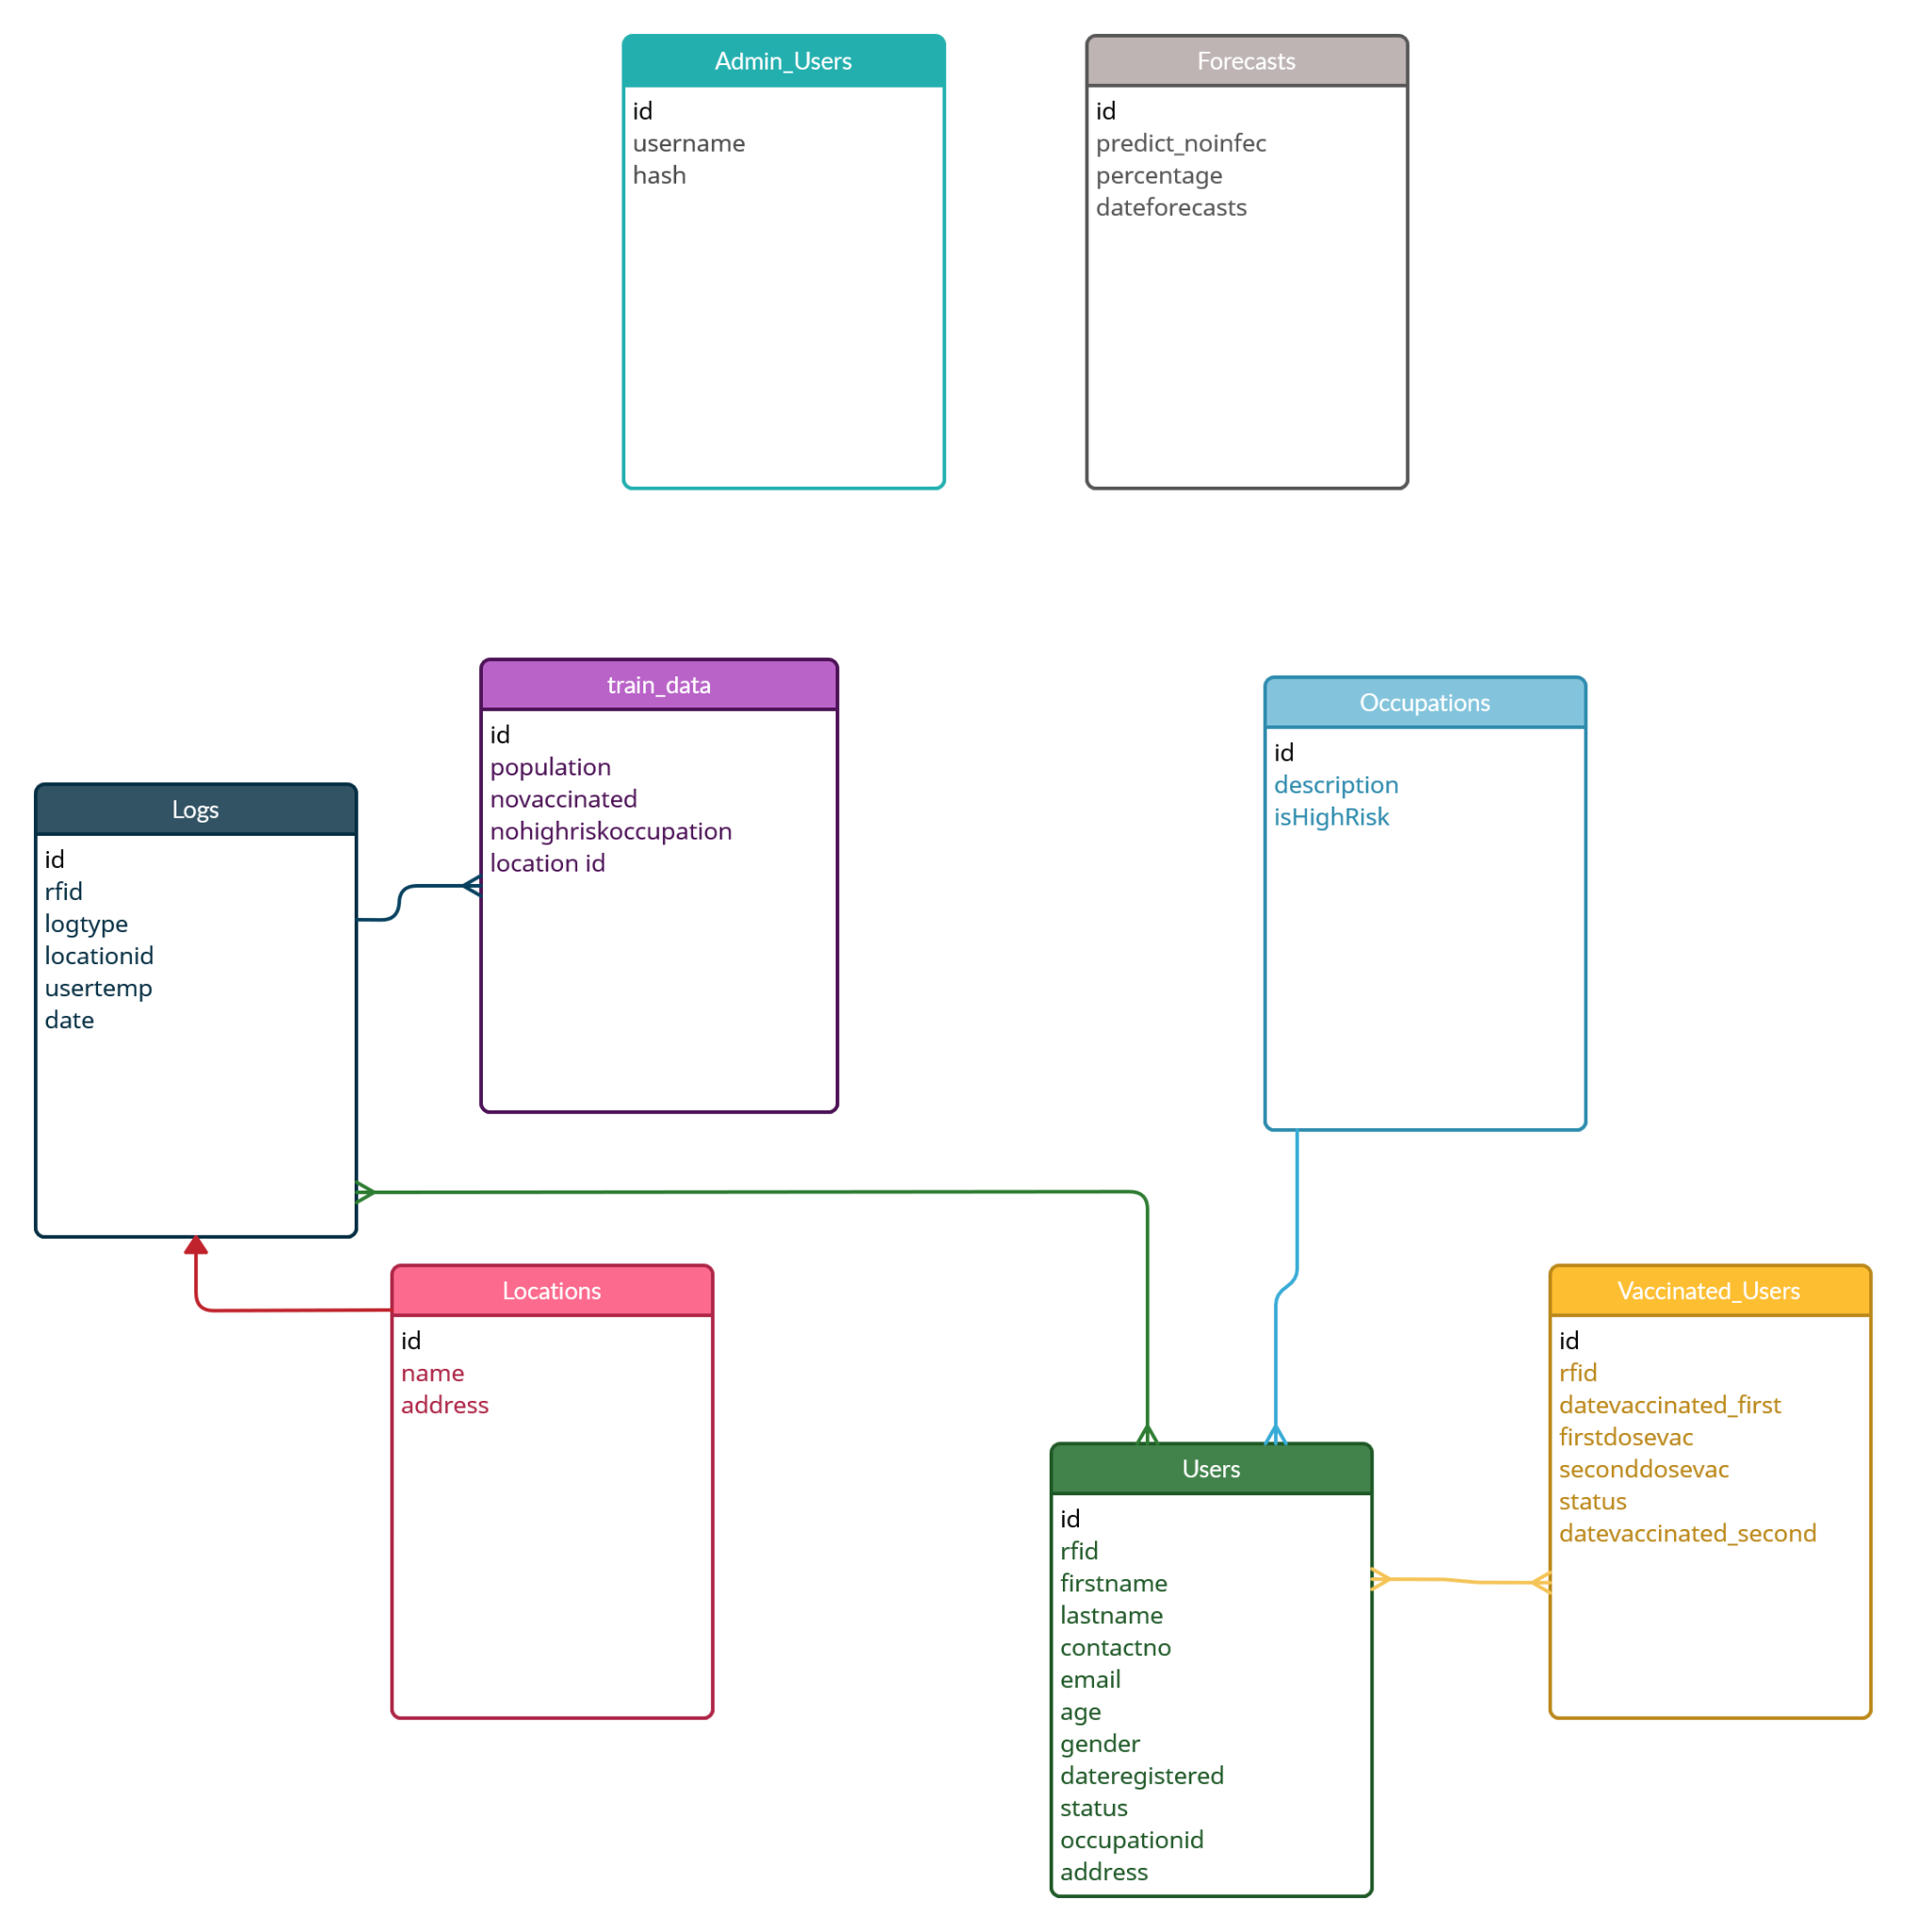 Admin_Users
id
username
hash
Forecasts
id
predict_noinfec
percentage
dateforecasts
train_data
id
population
novaccinated
nohighriskoccupation
location id
Occupations
id
description
isHighRisk
Logs
id
rfid
logtype
locationid
usertemp
date
Locations
id
name
address
Vaccinated_Users
id
rfid
datevaccinated_first
firstdosevac
seconddosevac
status
datevaccinated_second
Users
id
rfid
firstname
lastname
contactno
email
age
gender
dateregistered
status
occupationid
address